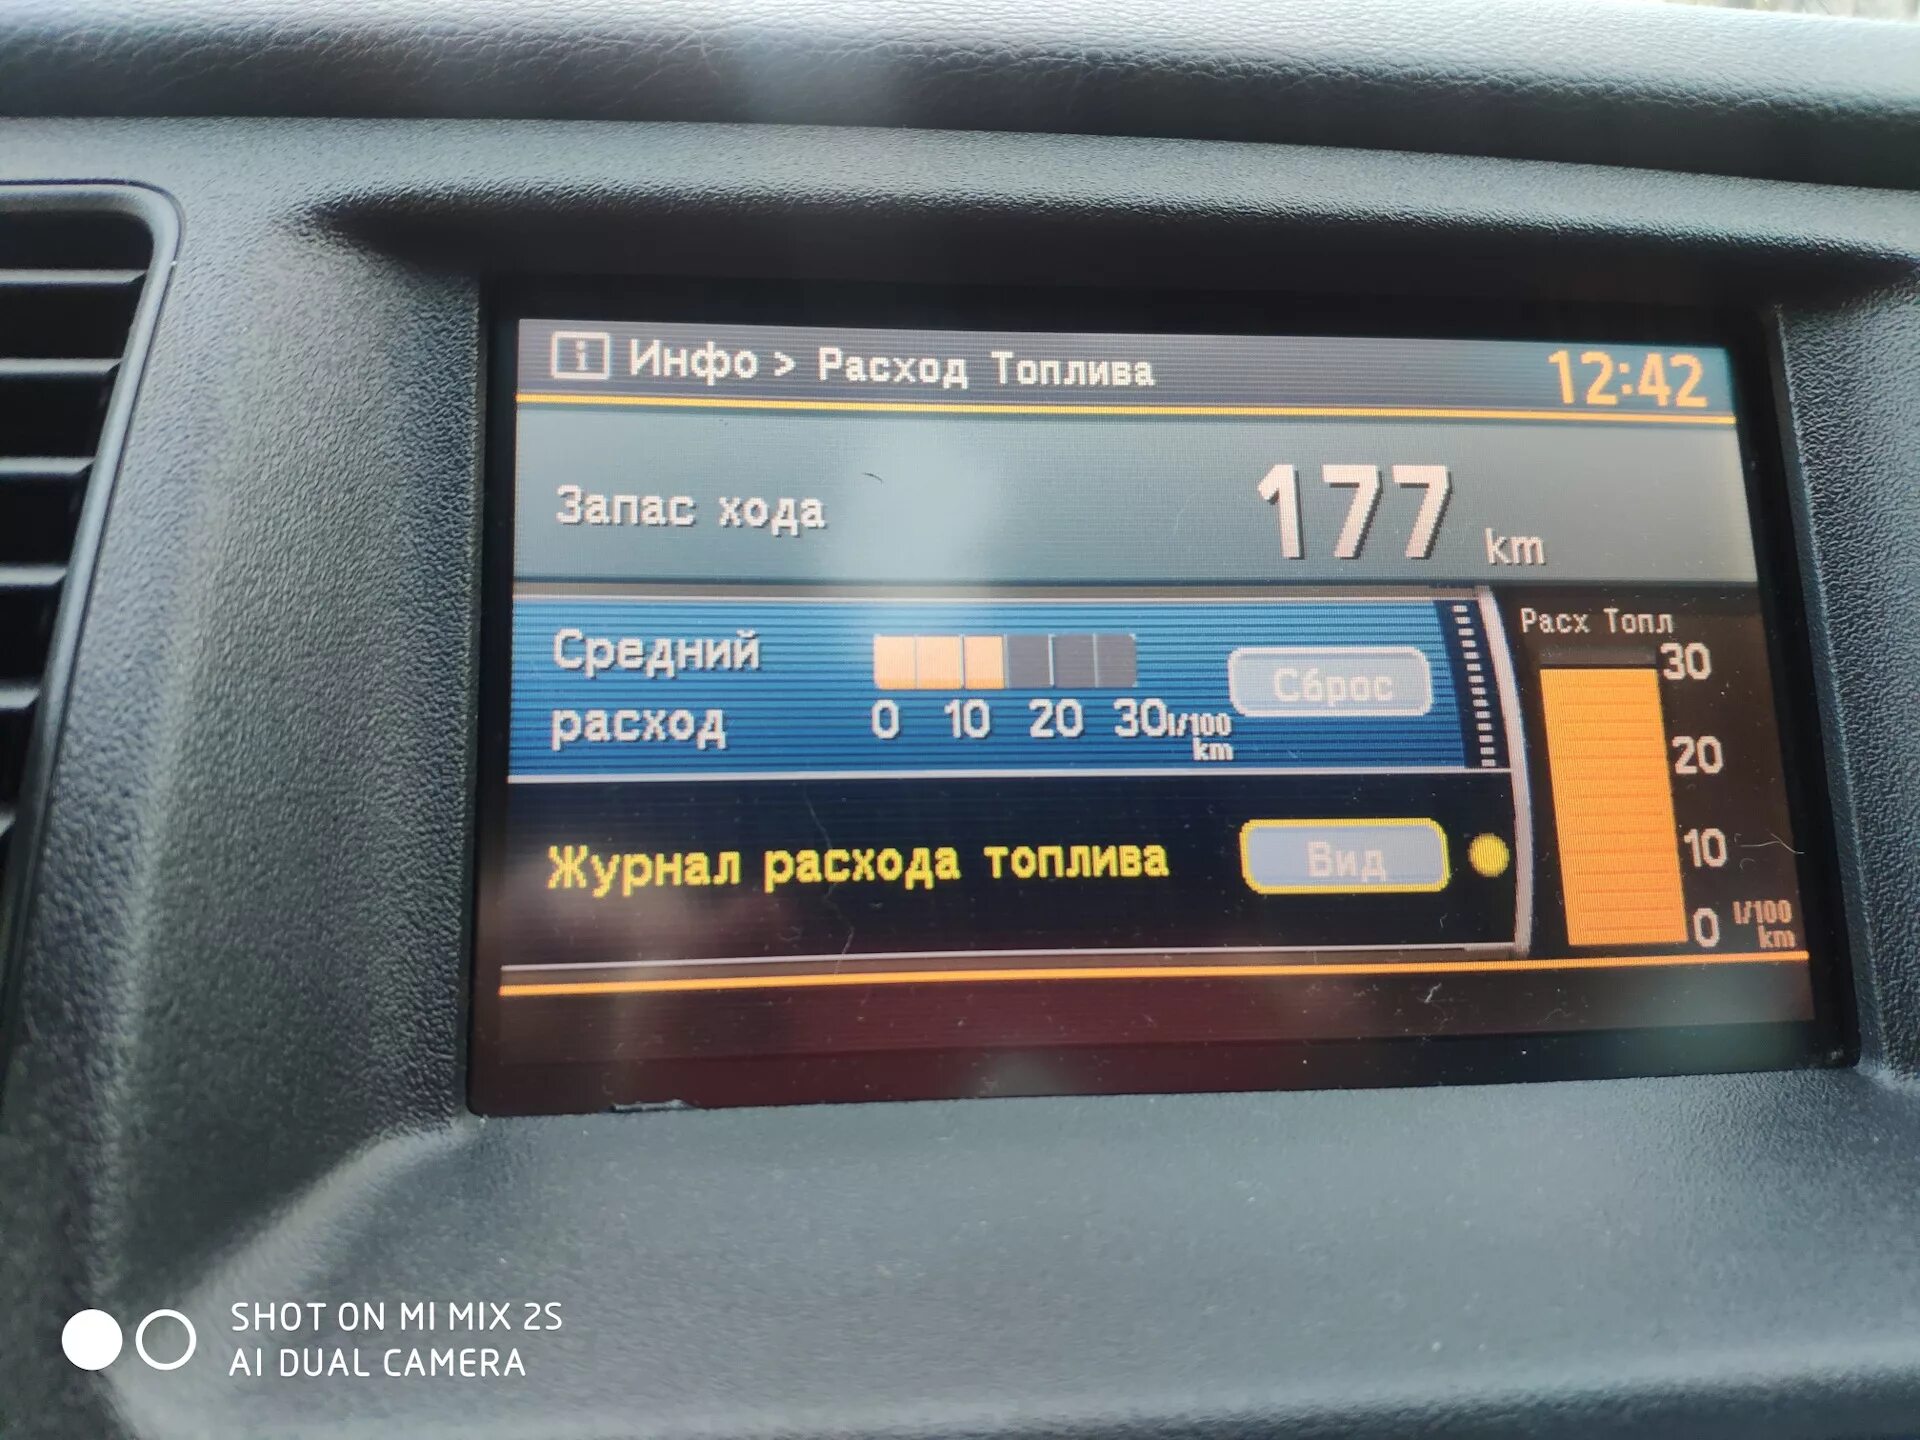 i Инфо > Расход Топлива 12:42
Запас хода 177 km
Средний расход
0 10 20 30 l/100 km
Сброс
Журнал расхода топлива Вид
Расх Топл
30
20
10
0 l/100 km
SHOT ON MI MIX 2S
AI DUAL CAMERA